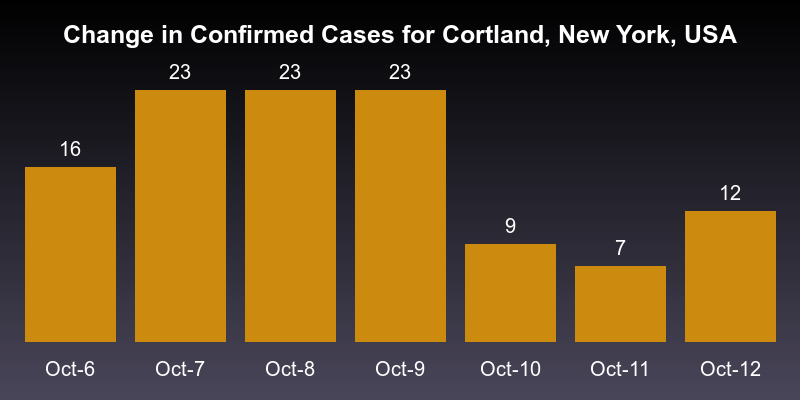 Change in Confirmed Cases for Cortland, New York, USA
23 23 23
16
12
9
7
Oct-6 Oct-7 Oct-8 Oct-9 Oct-10 Oct-11 Oct-12